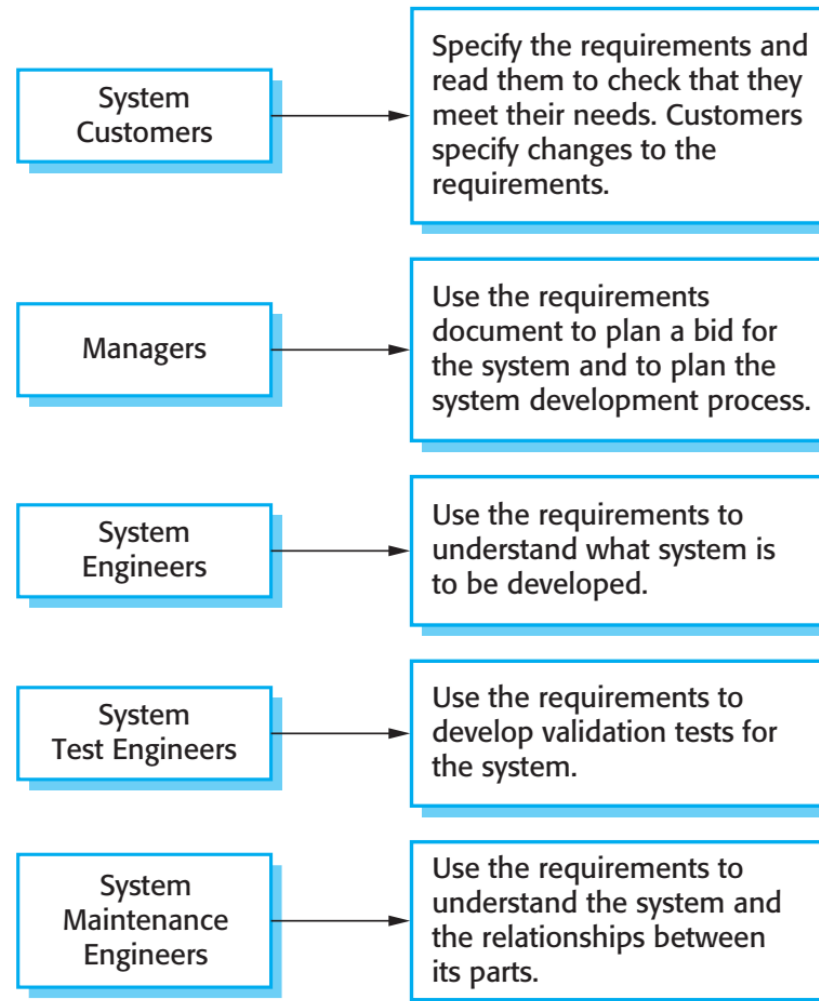 System
Customers
Specify the requirements and
read them to check that they
meet their needs. Customers
specify changes to the
requirements.
Managers
Use the requirements
document to plan a bid for
the system and to plan the
system development process.
System
Engineers
Use the requirements to
understand what system is
to be developed.
System
Test Engineers
Use the requirements to
develop validation tests for
the system.
System
Maintenance
Engineers
Use the requirements to
understand the system and
the relationships between
its parts.